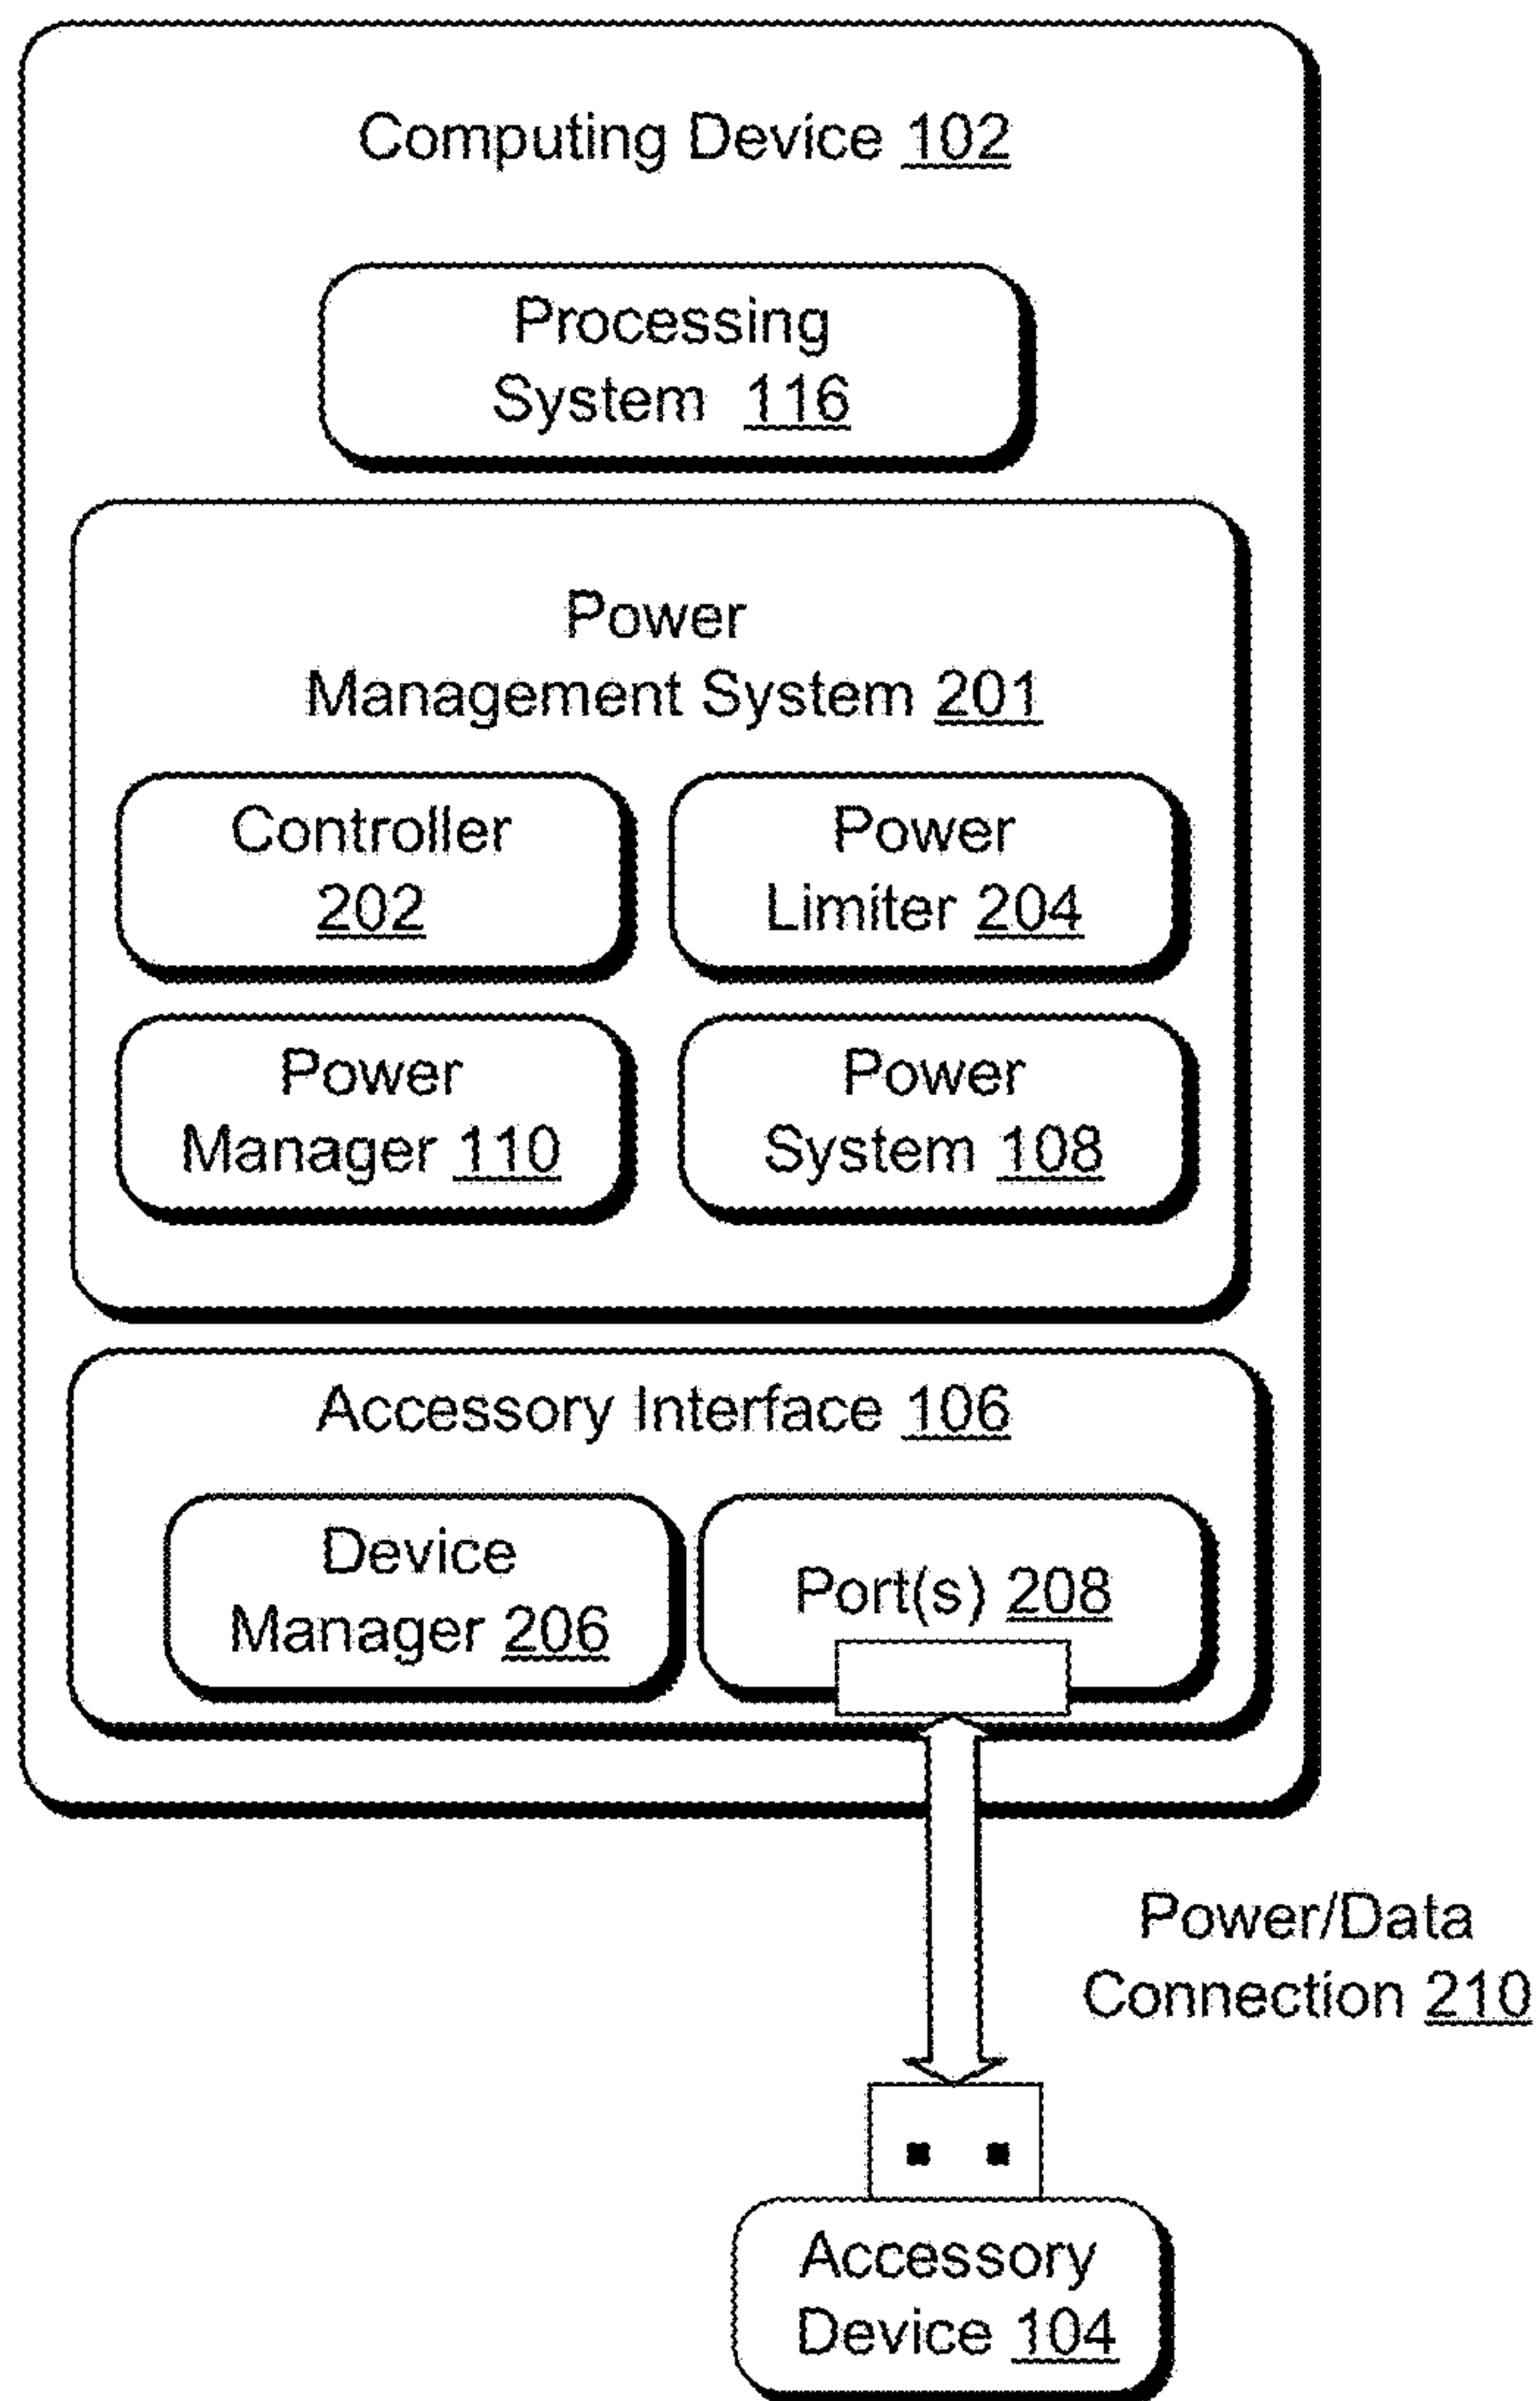 Computing Device 102
Processing
System 116
Power
Management System 201
Controller
202
Power
Limiter 204
Power
Manager 110
Power
System 108
Accessory Interface 106
Device
Manager 206
Port(s) 208
Power/Data
Connection 210
Accessory
Device 104